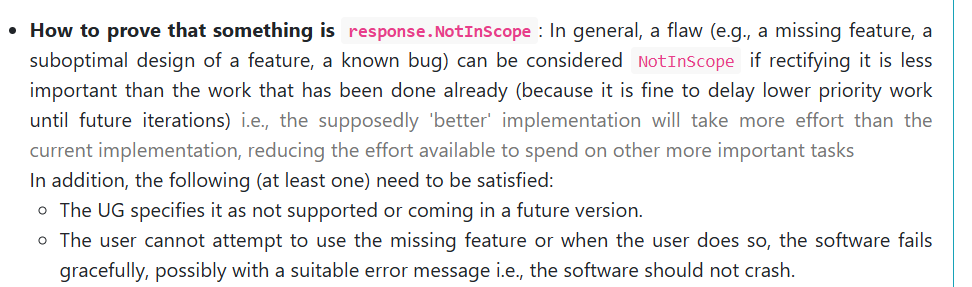 How to prove that something is response.NotInScope : In general, a flaw (e.g., a missing feature, a
suboptimal design of a feature, a known bug) can be considered NotInScope if rectifying it is less
important than the work that has been done already (because it is fine to delay lower priority work
until future iterations) i.e., the supposedly 'better' implementation will take more effort than the
current implementation, reducing the effort available to spend on other more important tasks
In addition, the following (at least one) need to be satisfied:
The UG specifies it as not supported or coming in a future version.
The user cannot attempt to use the missing feature or when the user does so, the software fails
gracefully, possibly with a suitable error message i.e., the software should not crash.